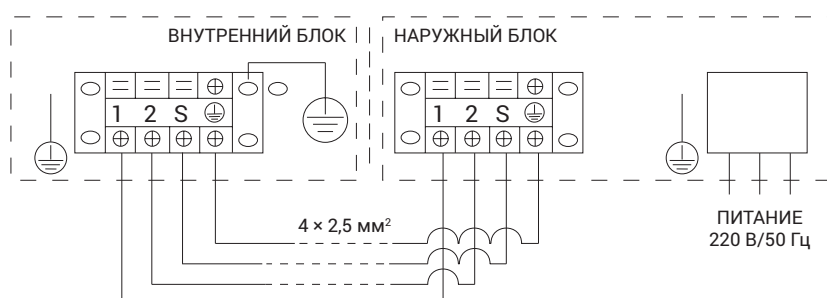 ВНУТРЕННИЙ БЛОК
НАРУЖНЫЙ БЛОК
1 2 S
1 2 S
4 × 2,5 мм²
ПИТАНИЕ
220 В/50 Гц